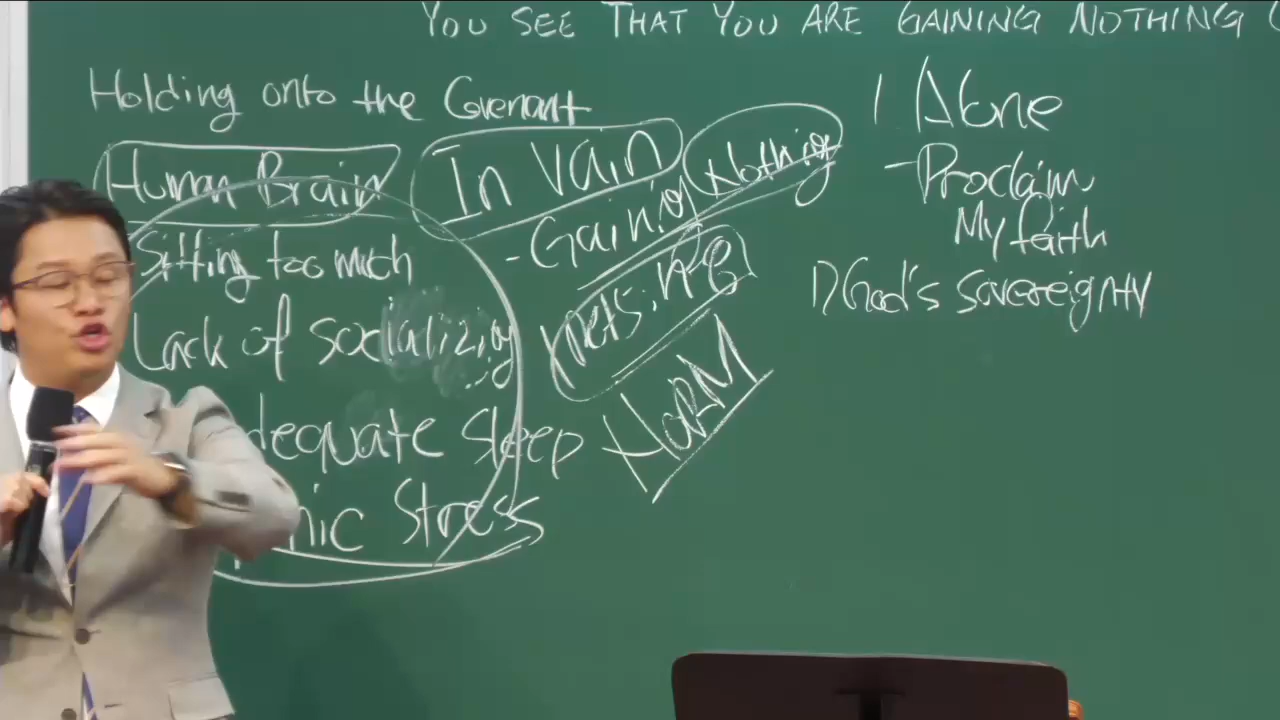 YOU SEE THAT YOU ARE GAINING NOTHING
Holding onto the Covenant
Human Brain
Sitting too much
Lack of socializing
dequate sleep
nic Stress
In Vain
- Gaining Nothing
HARM
1 Alone
- Proclaim
My faith
1) God's sovereignty